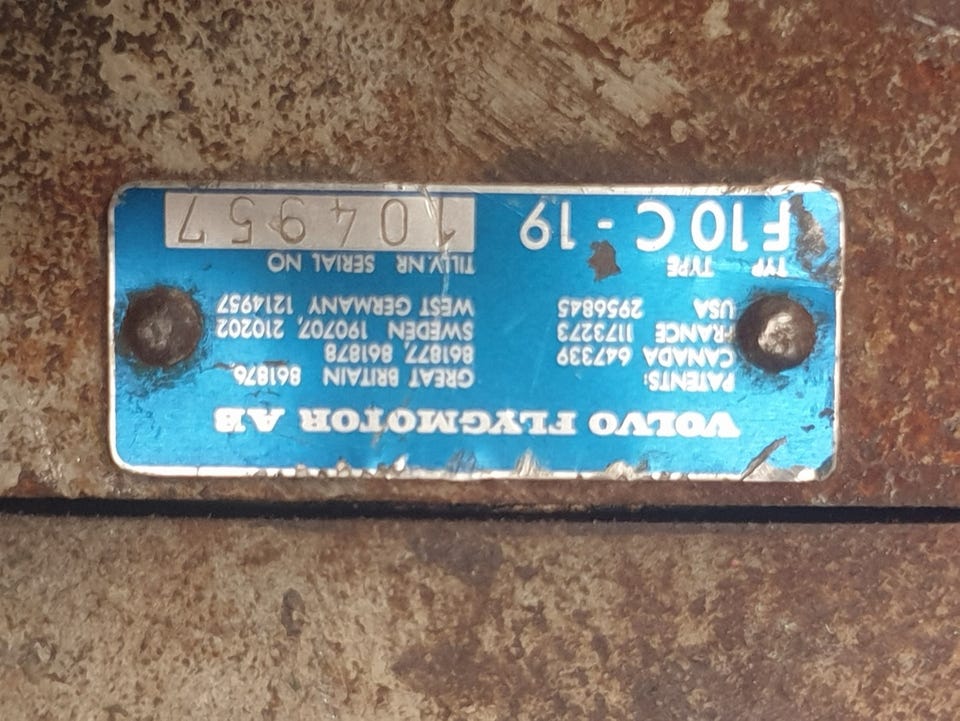 VOLVO FLYGMOTOR AB
PATENTS:
CANADA 647339
FRANCE 1173273
USA 2956845
GREAT BRITAIN 861876,
861877, 861878
SWEDEN 190707, 210202
WEST GERMANY, 1214957
TYP TYPE
F10C-19
TILLV.NR SERIAL NO
104957